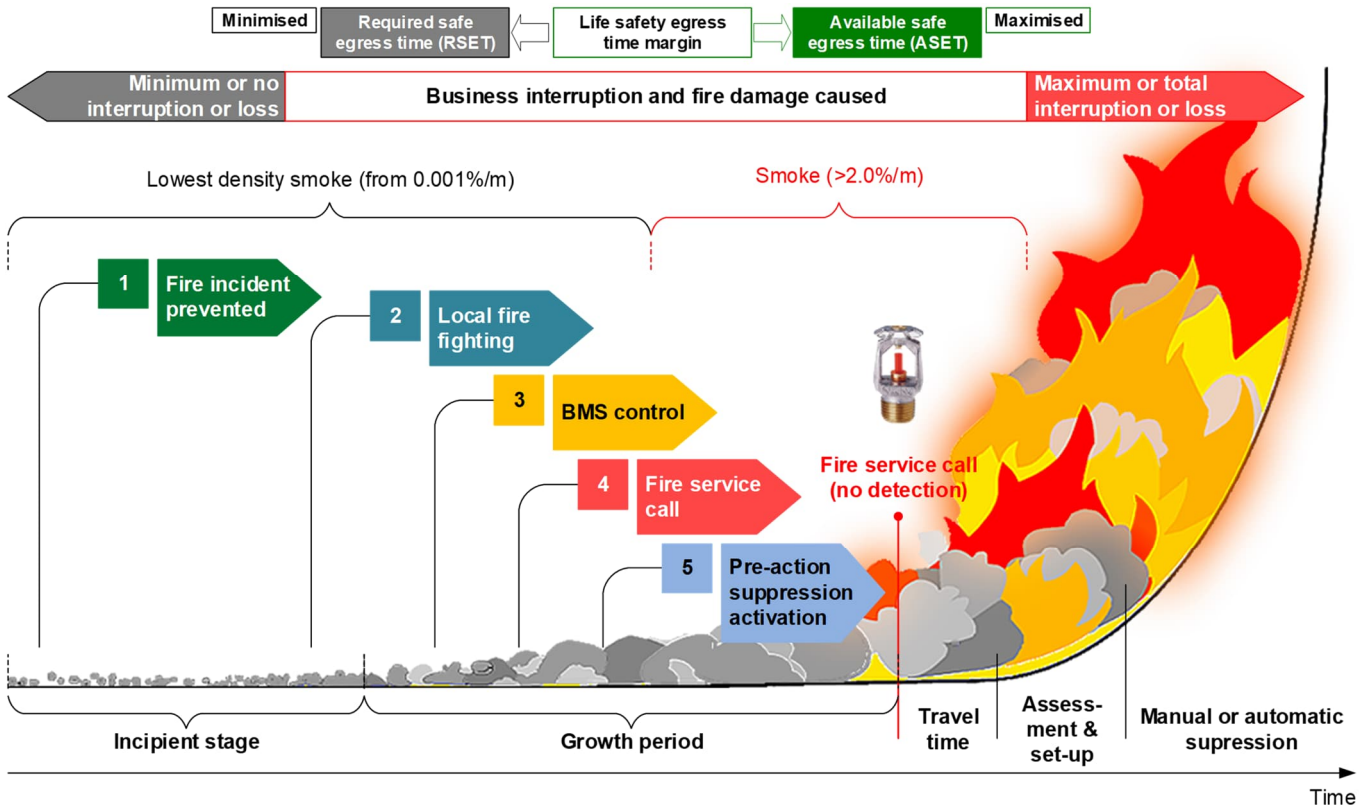 Minimised
Required safe
egress time (RSET)
Life safety egress
time margin
Available safe
egress time (ASET)
Maximised
Minimum or no
interruption or loss
Business interruption and fire damage caused
Maximum or total
interruption or loss
Lowest density smoke (from 0.001%/m)
Smoke (>2.0%/m)
1
Fire incident
prevented
2
Local fire
fighting
3
BMS control
4
Fire service
call
Fire service call
(no detection)
5
Pre-action
suppression
activation
Incipient stage
Growth period
Travel
time
Assess-
ment &
set-up
Manual or automatic
supression
Time